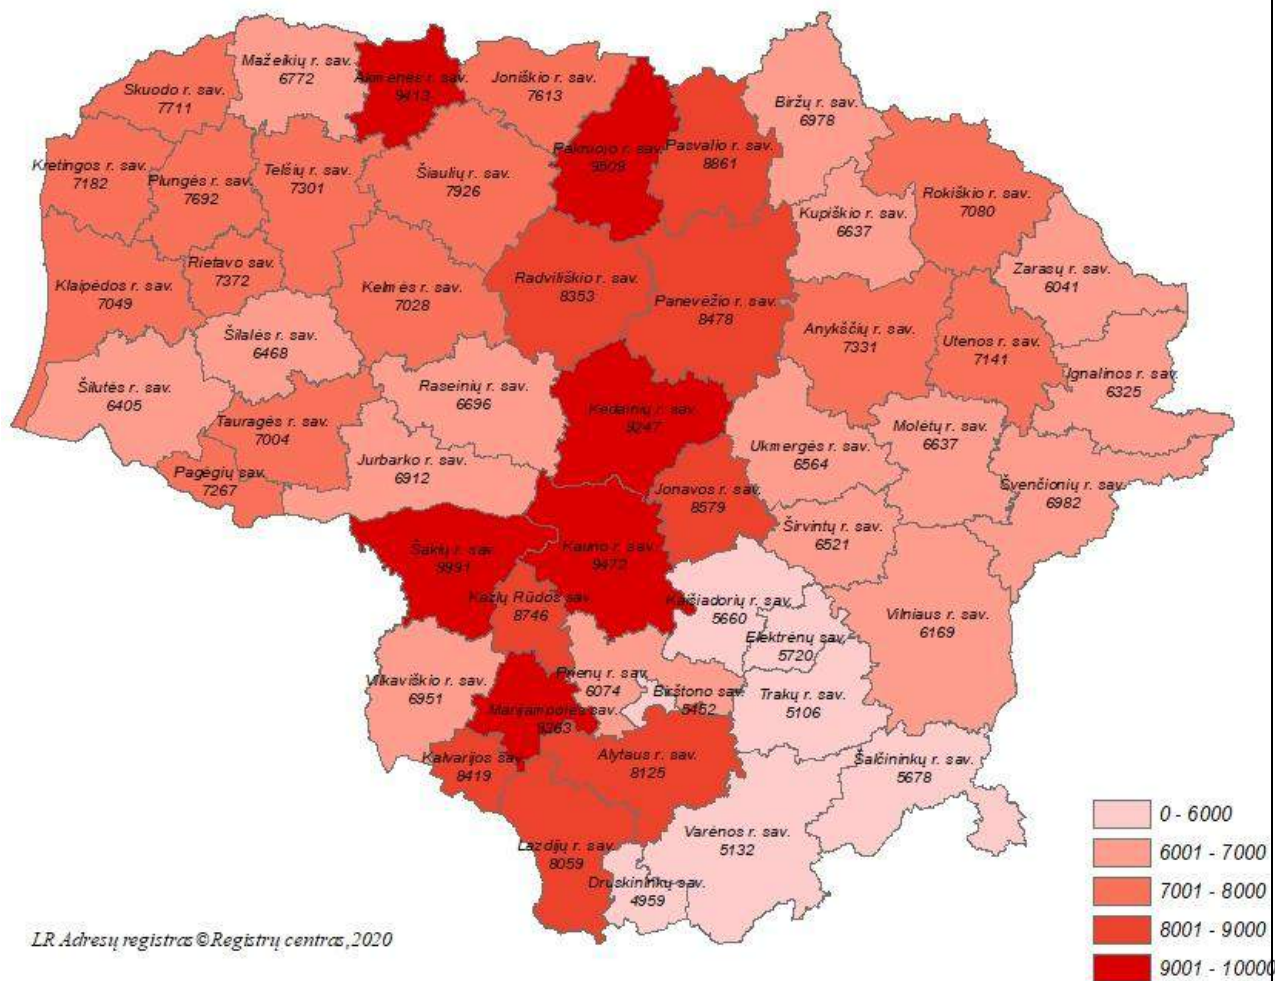 Mažeikių r. sav.
6772
Akmenės r. sav.
9413
Joniškio r. sav.
7613
Skuodo r. sav.
7711
Pakruojo r. sav.
9509
Pasvalio r. sav.
8861
Biržų r. sav.
6978
Kretingos r. sav.
7182
Plungės r. sav.
7692
Telšių r. sav.
7301
Šiaulių r. sav.
7926
Rokiškio r. sav.
7080
Kupiškio r. sav.
6637
Zarasų r. sav.
6041
Klaipėdos r. sav.
7049
Rietavo sav.
7372
Kelmės r. sav.
7028
Radviliškio r. sav.
8353
Panevėžio r. sav.
8478
Anykščių r. sav.
7331
Utenos r. sav.
7141
Šilalės r. sav.
6468
Ignalinos r. sav.
6325
Šilutės r. sav.
6405
Raseinių r. sav.
6696
Kėdainių r. sav.
9247
Tauragės r. sav.
7004
Molėtų r. sav.
6637
Ukmergės r. sav.
6564
Jurbarko r. sav.
6912
Pagėgių sav.
7267
Jonavos r. sav.
8579
Švenčionių r. sav.
6982
Širvintų r. sav.
6521
Šakių r. sav.
9991
Kauno r. sav.
9472
Kazlų Rūdos sav.
8746
Kaišiadorių r. sav.
5660
Vilniaus r. sav.
6169
Elektrėnų sav.
5720
Vilkaviškio r. sav.
6951
Prienų r. sav.
6074
Birštono sav.
5452
Trakų r. sav.
5106
Marijampolės sav.
9363
Kalvarijos sav.
8419
Alytaus r. sav.
8125
Šalčininkų r. sav.
5678
Varėnos r. sav.
5132
Lazdijų r. sav.
8059
Druskininkų sav.
4959
0 - 6000
6001 - 7000
7001 - 8000
8001 - 9000
9001 - 10000
LR Adresų registras©Registrų centras,2020